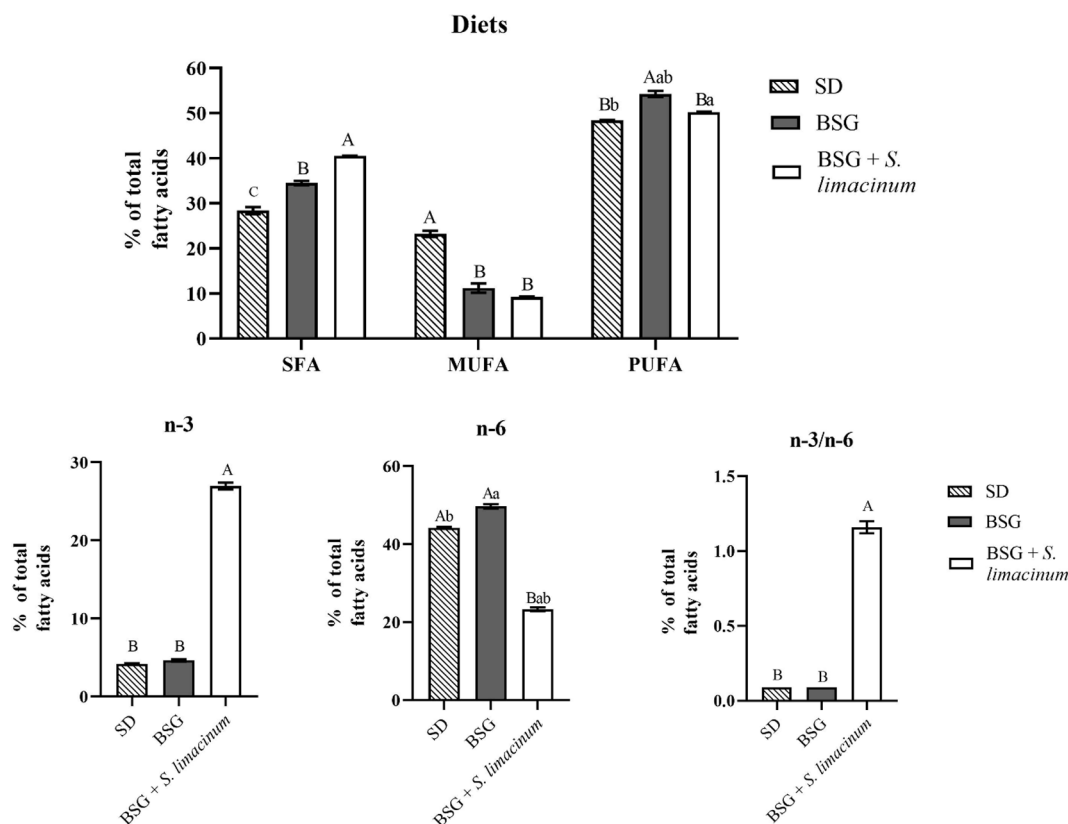 Diets
% of total
fatty acids
60
50
40
30
20
10
0
C
B
A
A
B
B
Bb
Aab
Ba
SFA
MUFA
PUFA
SD
BSG
BSG + S.
limacinum
n-3
% of total
fatty acids
30
20
10
0
B
B
A
SD
BSG
BSG + S. limacinum
n-6
% of total
fatty acids
60
40
20
0
Ab
Aa
Bab
SD
BSG
BSG + S. limacinum
n-3/n-6
% of total
fatty acids
1.5
1.0
0.5
0.0
B
B
A
SD
BSG
BSG + S. limacinum
SD
BSG
BSG + S.
limacinum